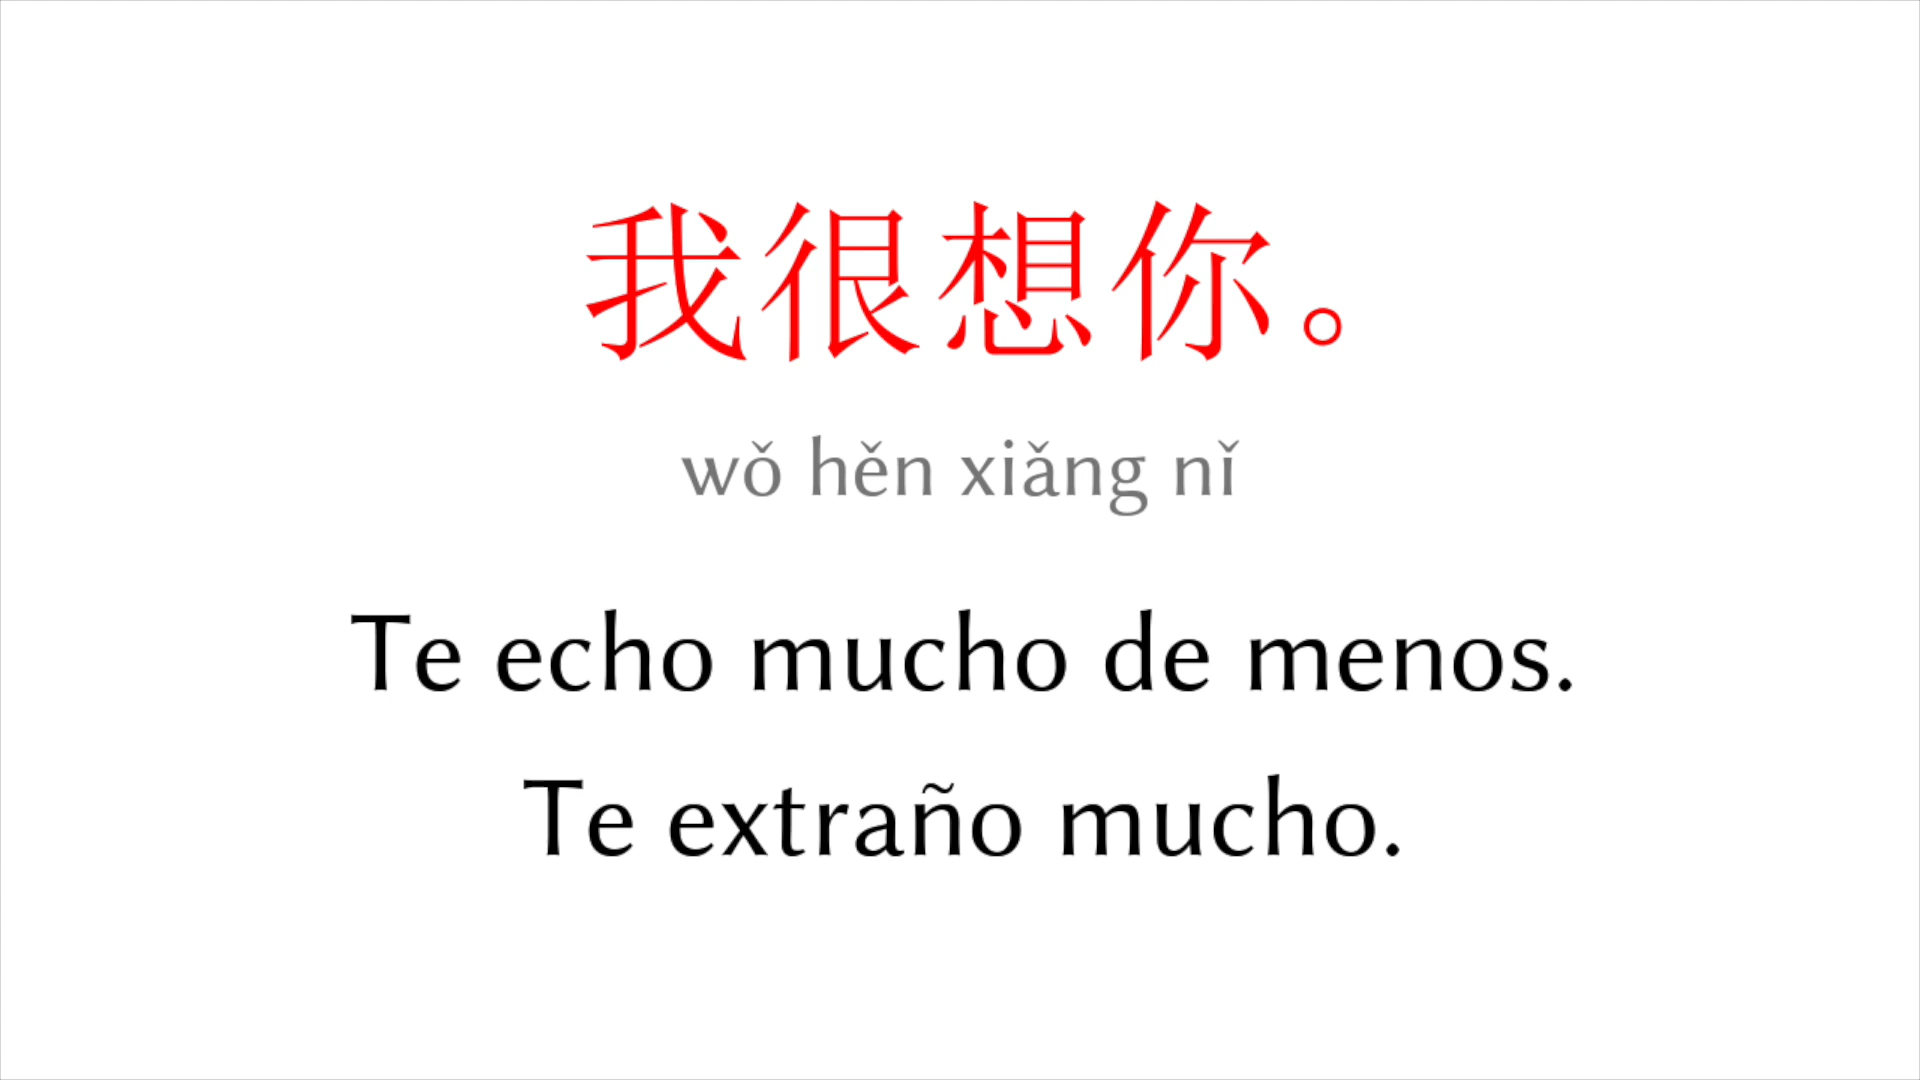 我很想你。
wǒ hěn xiǎng nǐ
Te echo mucho de menos.
Te extraño mucho.